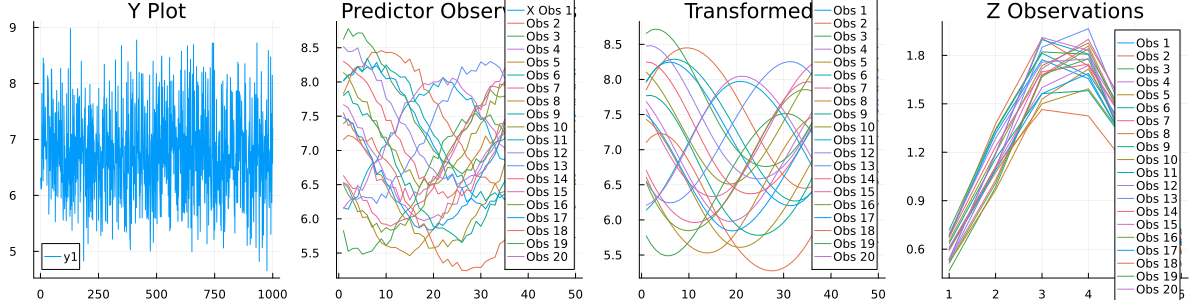 Y Plot
9
8
7
6
5
0
250
500
750
1000
y1
Predictor Obser
8.5
8.0
7.5
7.0
6.5
6.0
5.5
0
10
20
30
40
50
X Obs 1
Obs 2
Obs 3
Obs 4
Obs 5
Obs 6
Obs 7
Obs 8
Obs 9
Obs 10
Obs 11
Obs 12
Obs 13
Obs 14
Obs 15
Obs 16
Obs 17
Obs 18
Obs 19
Obs 20
Transformed
8.5
8.0
7.5
7.0
6.5
6.0
5.5
0
10
20
30
40
50
Obs 1
Obs 2
Obs 3
Obs 4
Obs 5
Obs 6
Obs 7
Obs 8
Obs 9
Obs 10
Obs 11
Obs 12
Obs 13
Obs 14
Obs 15
Obs 16
Obs 17
Obs 18
Obs 19
Obs 20
Z Observations
1.8
1.5
1.2
0.9
0.6
1
2
3
4
Obs 1
Obs 2
Obs 3
Obs 4
Obs 5
Obs 6
Obs 7
Obs 8
Obs 9
Obs 10
Obs 11
Obs 12
Obs 13
Obs 14
Obs 15
Obs 16
Obs 17
Obs 18
Obs 19
Obs 20